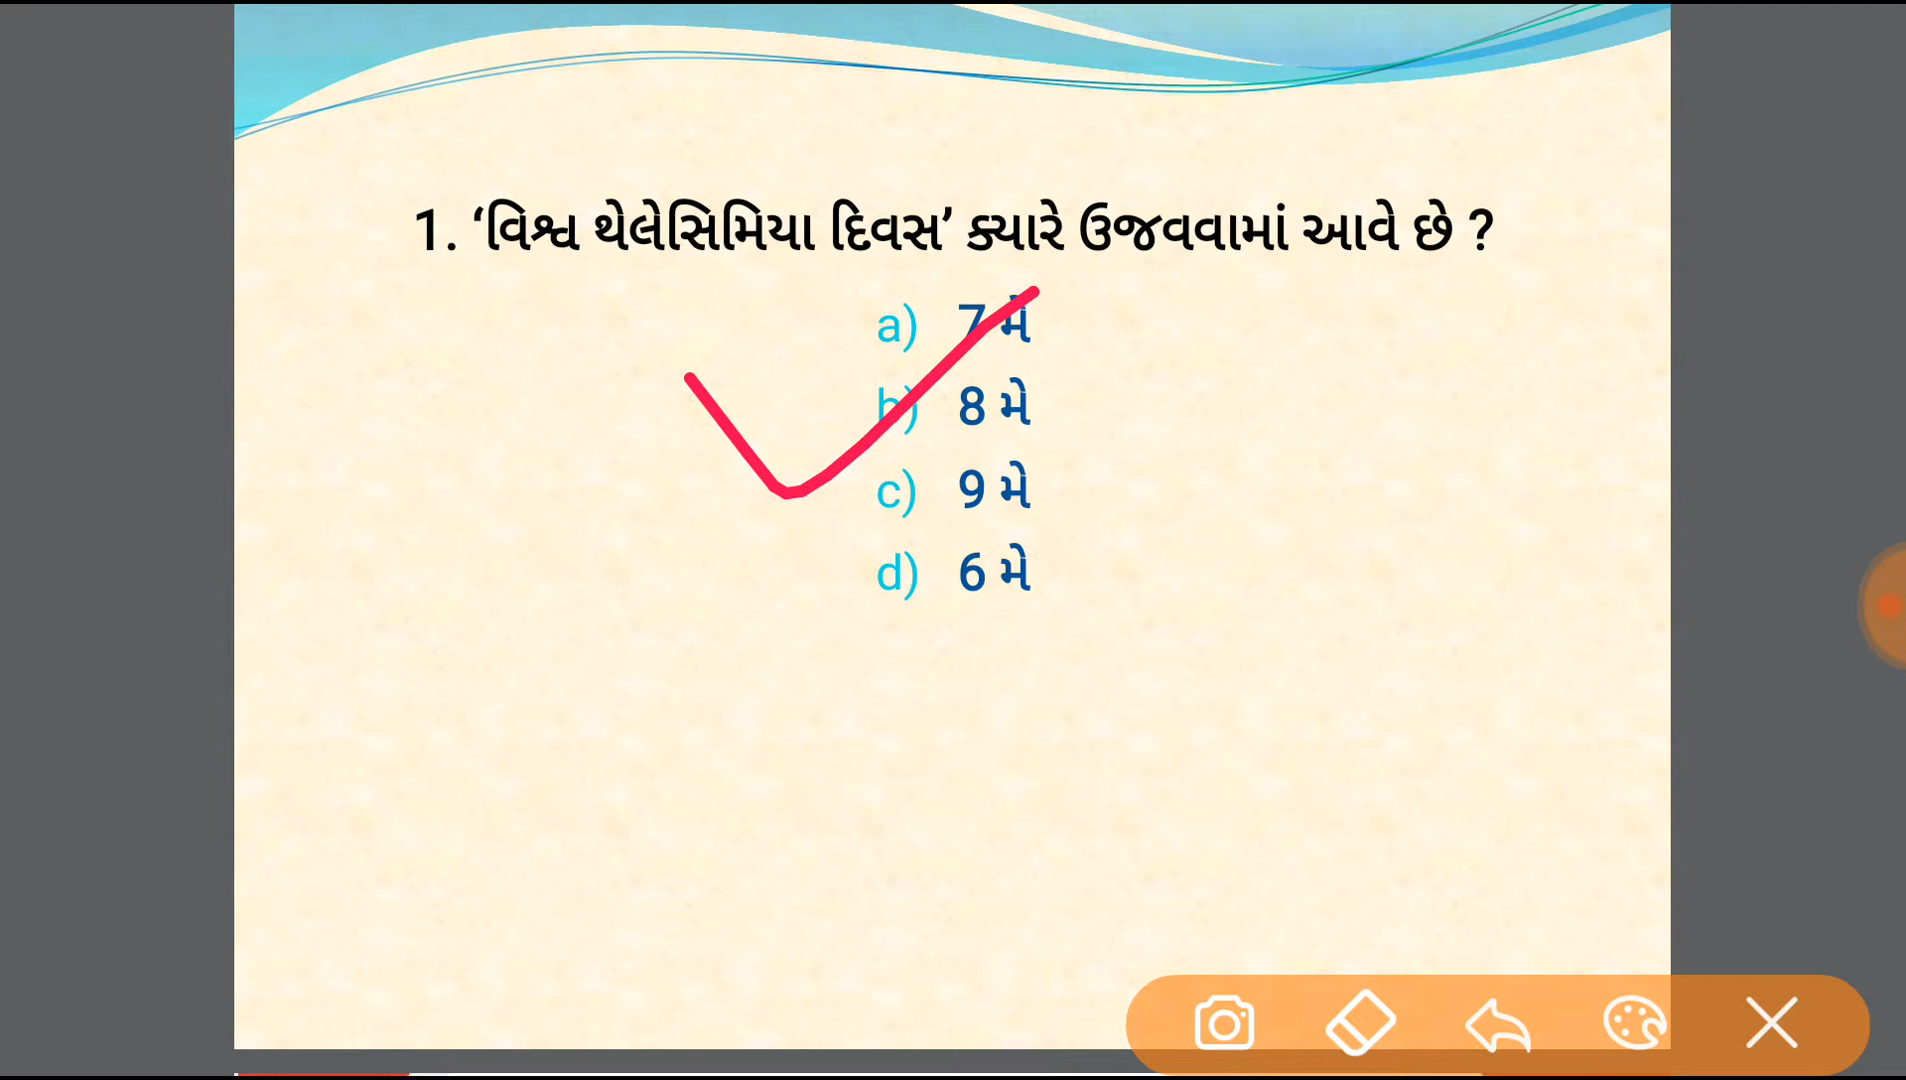 1. ‘વિશ્વ થેલેસિમિયા દિવસ’ ક્યારે ઉજવવામાં આવે છે ?
a) 7 મે
b) 8 મે
c) 9 મે
d) 6 મે